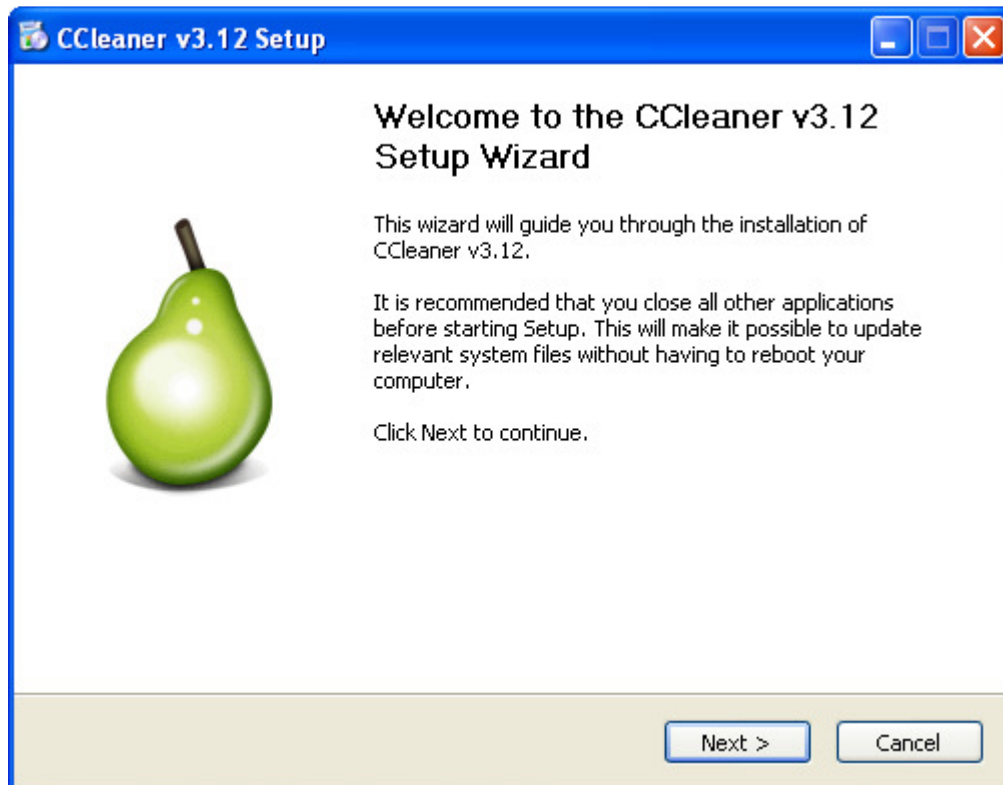 CCleaner v3.12 Setup
Welcome to the CCleaner v3.12
Setup Wizard
This wizard will guide you through the installation of
CCleaner v3.12.
It is recommended that you close all other applications
before starting Setup. This will make it possible to update
relevant system files without having to reboot your
computer.
Click Next to continue.
Next >
Cancel